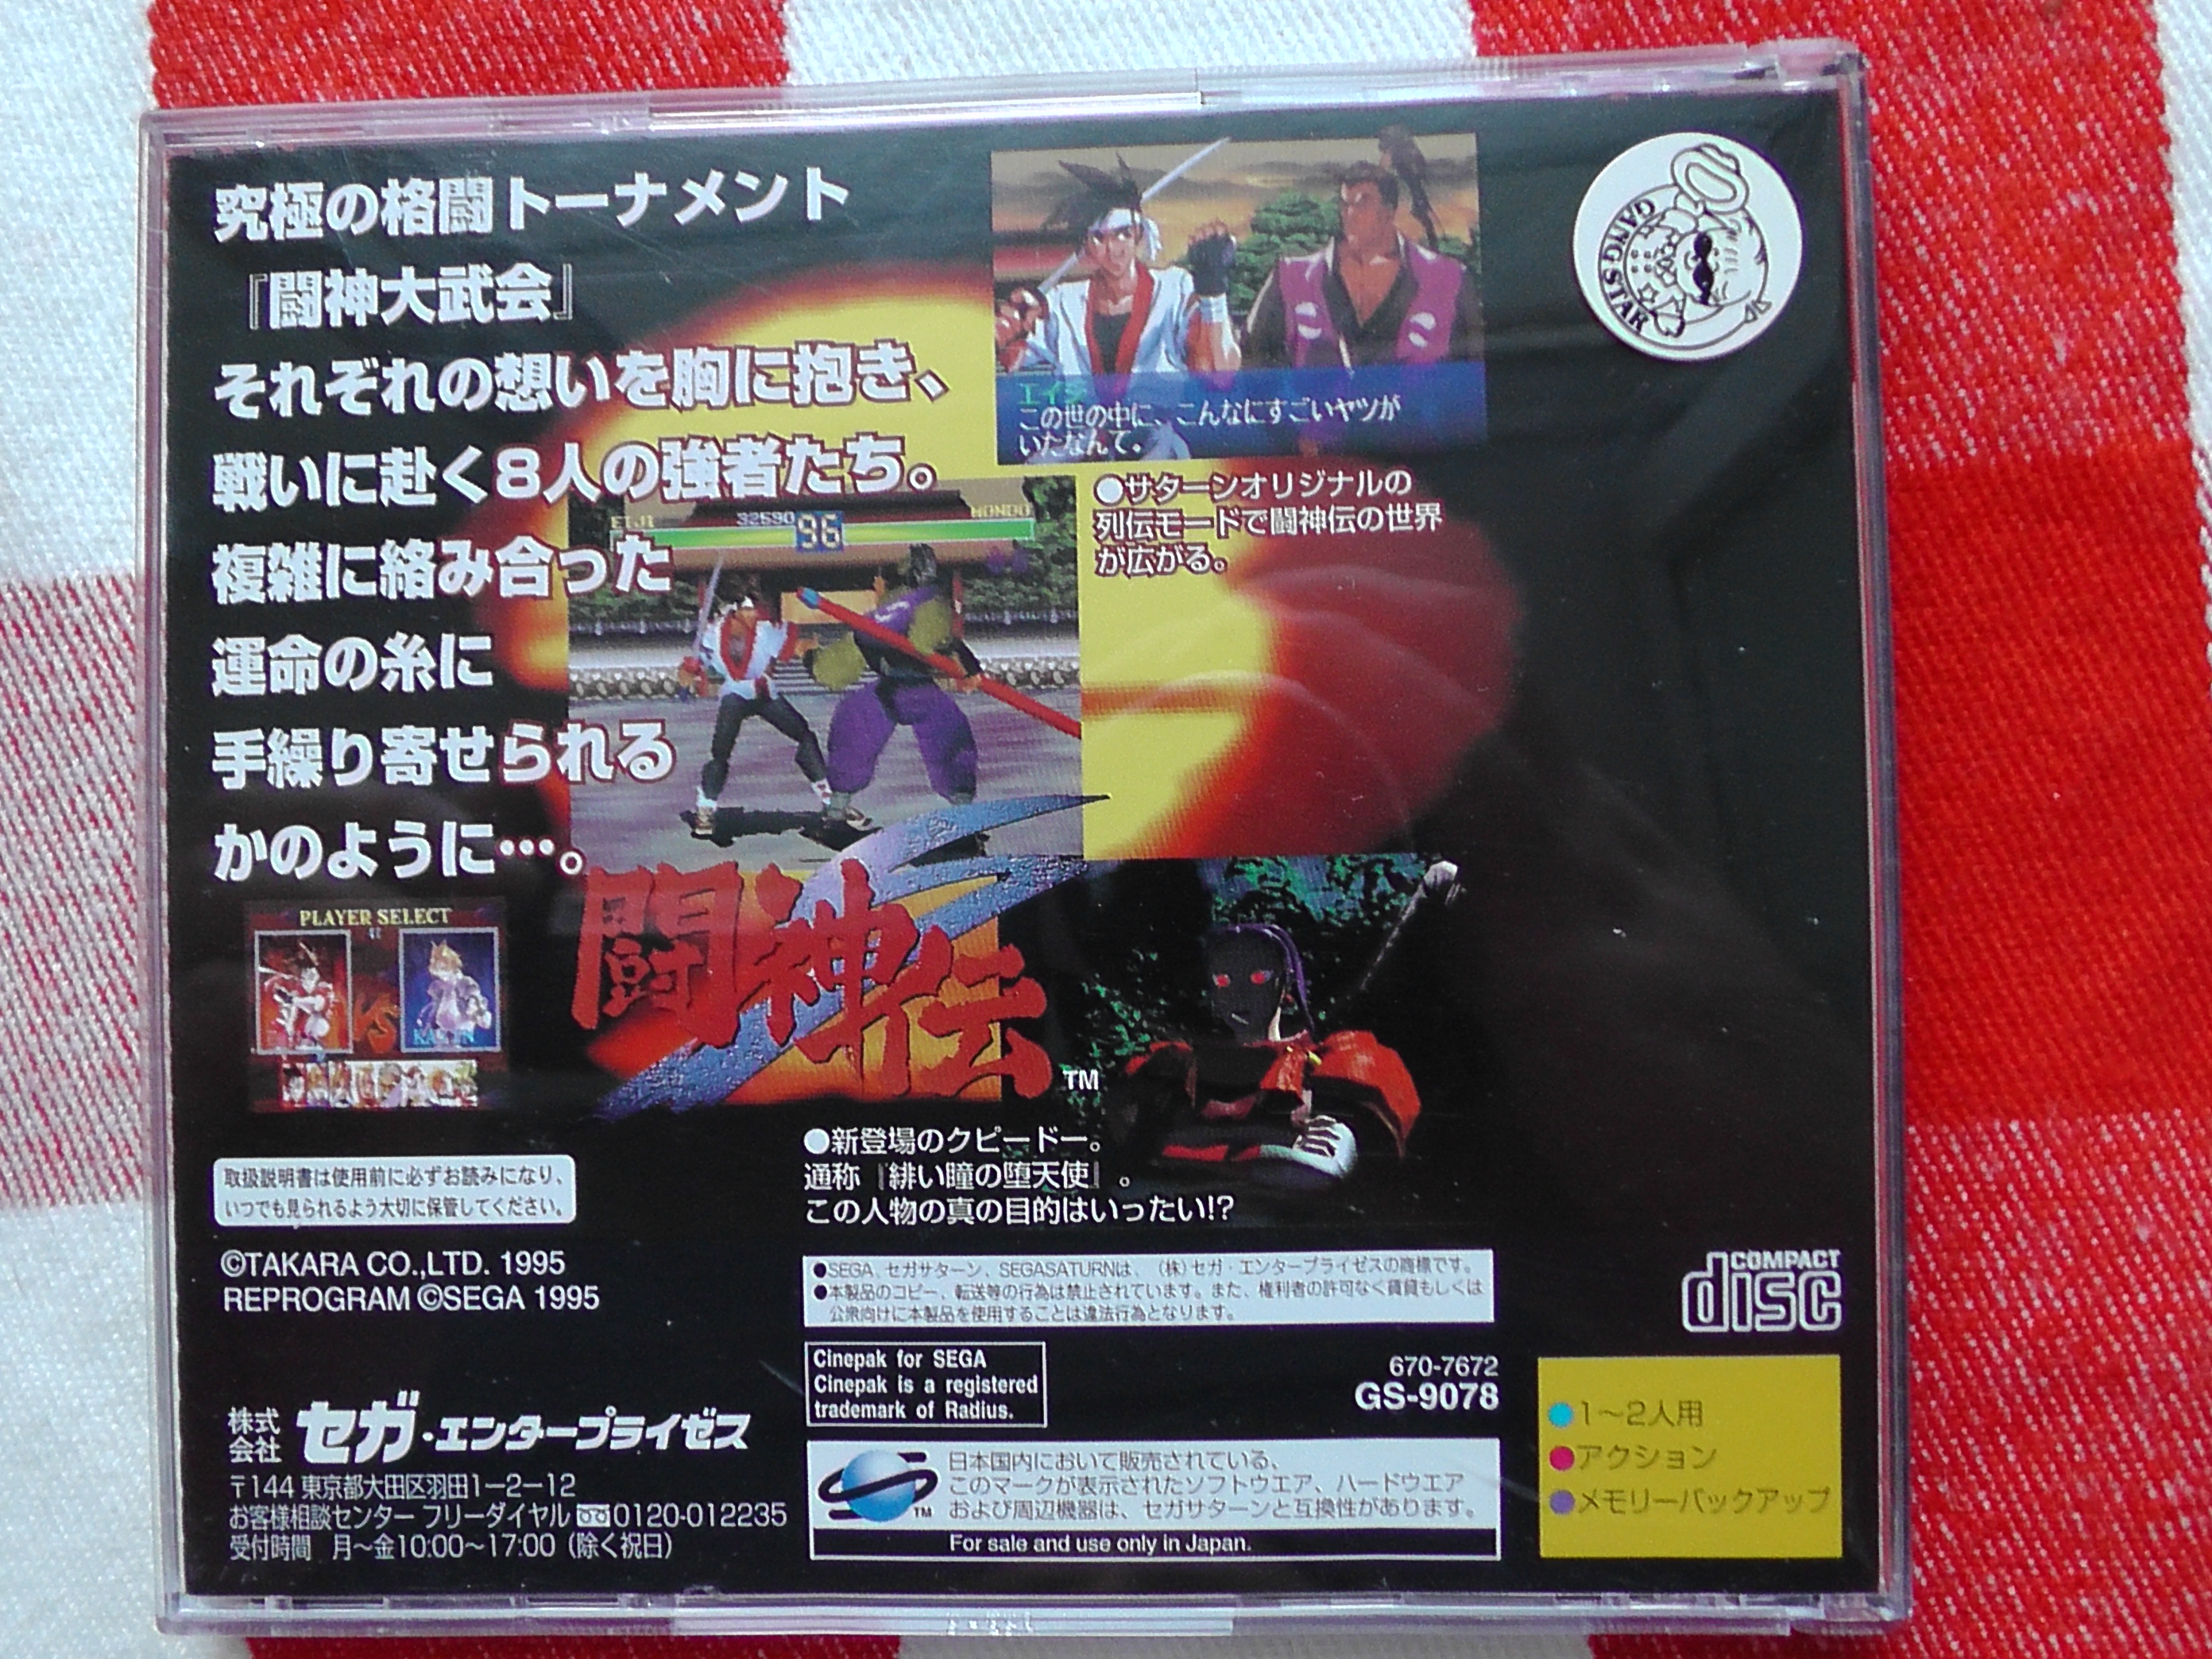 究極の格闘トーナメント
『闘神大武会』
それぞれの想いを胸に抱き、
戦いに赴く8人の強者たち。
複雑に絡み合った
運命の糸に
手繰り寄せられる
かのように…。
エイジ
この世の中に、こんなにすごいヤツが
いたなんて。
GANGSTAR
●サターンオリジナルの
列伝モードで闘神伝の世界
が広がる。
EIJI 32590 96 MONDO
PLAYER SELECT
VS
闘神伝S
TM
●新登場のクピードー。
通称『緋い瞳の堕天使』。
この人物の真の目的はいったい!?
取扱説明書は使用前に必ずお読みになり、
いつでも見られるよう大切に保管してください。
©TAKARA CO.,LTD. 1995
REPROGRAM ©SEGA 1995
株式会社 セガ・エンタープライゼス
〒144 東京都大田区羽田1−2−12
お客様相談センター フリーダイヤル 0120-012235
受付時間 月〜金10:00〜17:00（除く祝日）
●SEGA、セガサターン、SEGASATURNは、（株）セガ・エンタープライゼスの商標です。
●本製品のコピー、転送等の行為は禁止されています。また、権利者の許可なく賃貸もしくは
公衆向けに本製品を使用することは違法行為となります。
Cinepak for SEGA
Cinepak is a registered
trademark of Radius.
670-7672
GS-9078
日本国内において販売されている、
このマークが表示されたソフトウエア、ハードウエア
および周辺機器は、セガサターンと互換性があります。
TM
For sale and use only in Japan.
COMPACT
disc
●1〜2人用
●アクション
●メモリーバックアップ